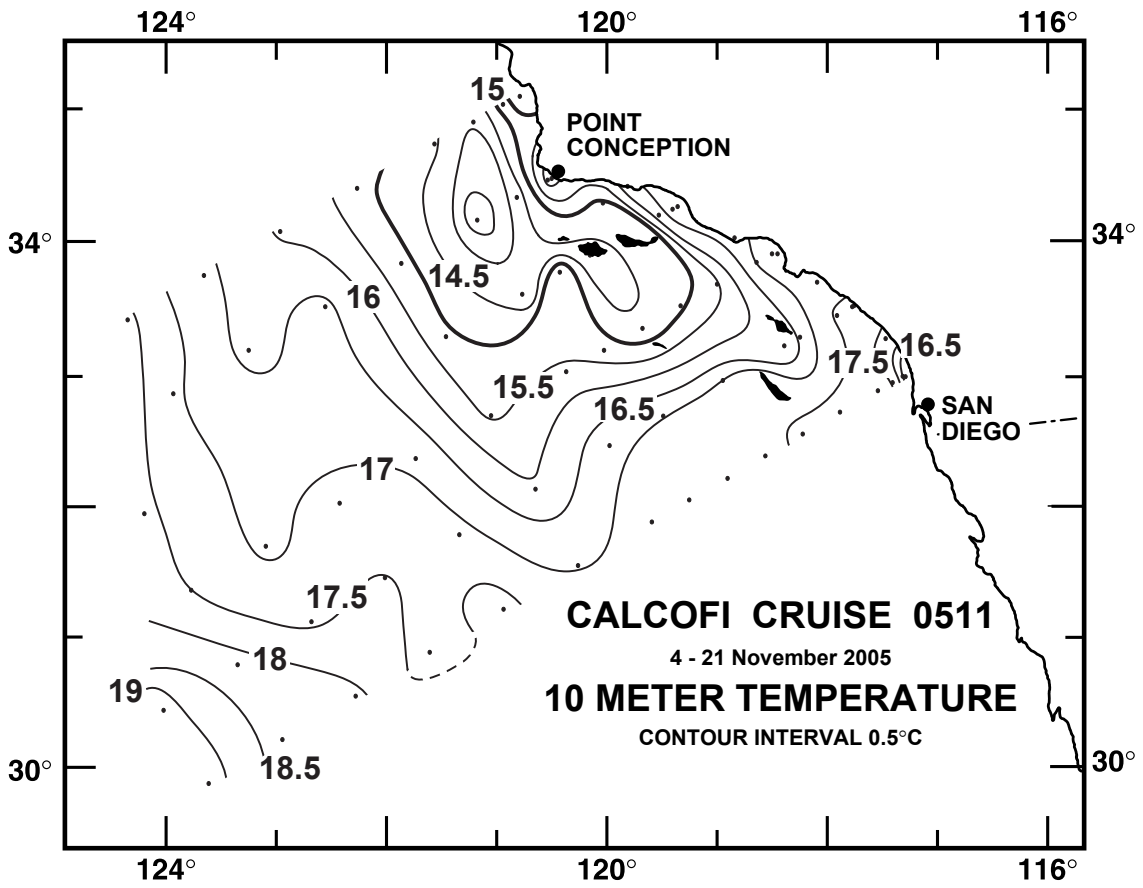 124° 120° 116°
15
POINT
CONCEPTION
34° 34°
14.5
16
16.5
17.5
15.5
16.5
SAN
DIEGO
17
17.5
CALCOFI CRUISE 0511
18
4 - 21 November 2005
19
10 METER TEMPERATURE
CONTOUR INTERVAL 0.5°C
18.5
30° 30°
124° 120° 116°